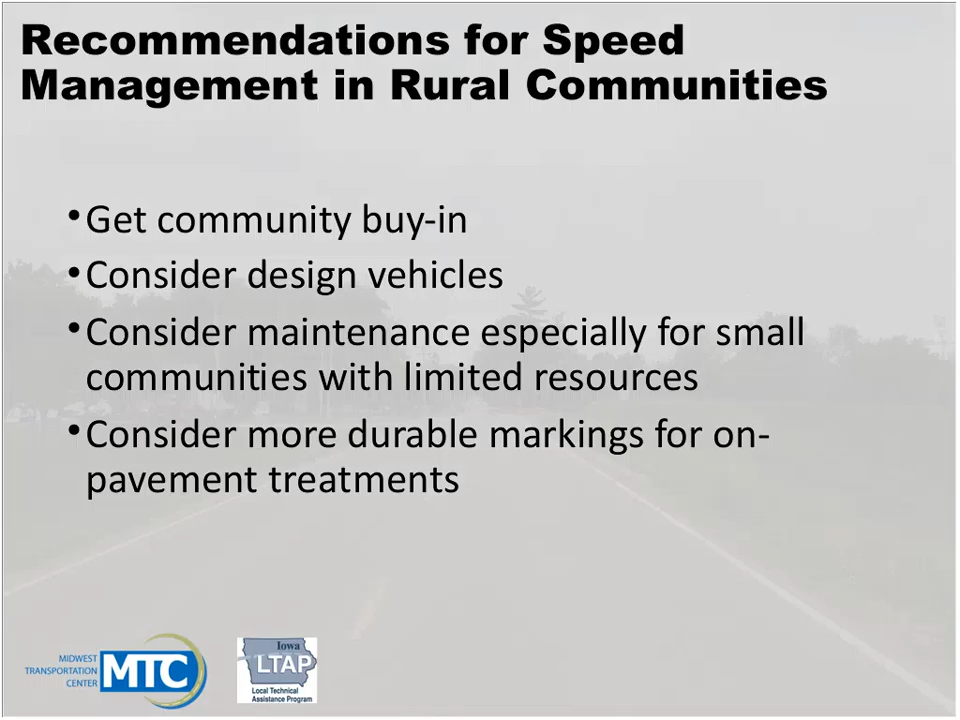 Recommendations for Speed
Management in Rural Communities
•Get community buy-in
•Consider design vehicles
•Consider maintenance especially for small
communities with limited resources
•Consider more durable markings for on-
pavement treatments
MIDWEST
TRANSPORTATION
CENTER
MTC
Iowa
LTAP
Local Technical
Assistance Program